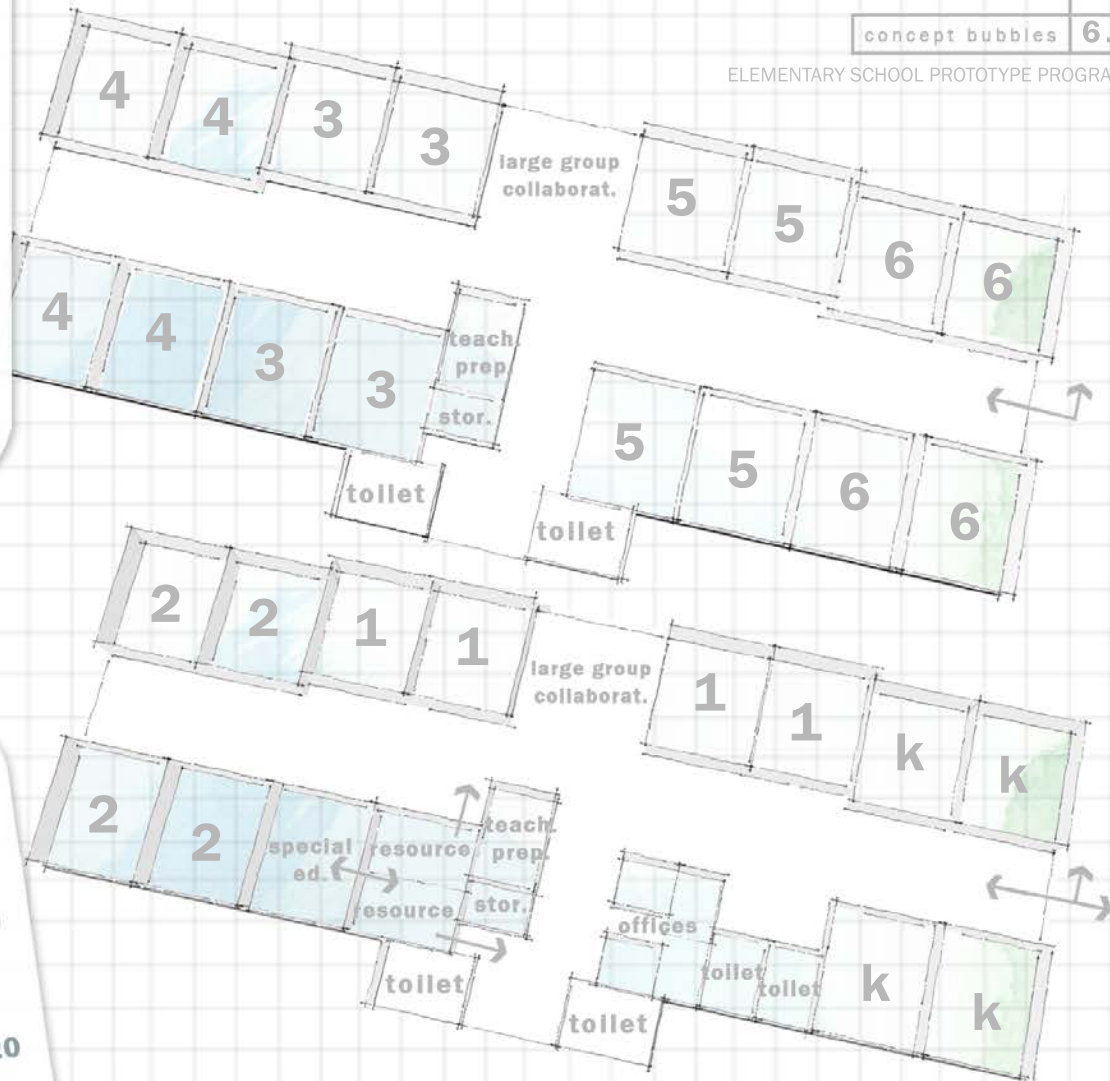 concept bubbles 6.
ELEMENTARY SCHOOL PROTOTYPE PROGRA
4 4 3 3
large group
collaborat.
5 5 6 6
4 4 3 3
teach.
prep.
stor.
toilet
5 5 6 6
toilet
2 2 1 1
large group
collaborat.
1 1 k k
2 2
special
ed.
resource
resource
teach.
prep.
stor.
toilet
offices
toilet
toilet
k k
toilet